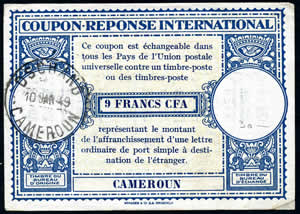 COUPON-REPONSE INTERNATIONAL
Ce coupon est échangeable dans
tous les Pays de l'Union postale
universelle contre un timbre-poste
ou des timbres-poste
10 JAN 49
CAMEROUN
9 FRANCS CFA
représentant le montant
de l'affranchissement d'une lettre
ordinaire de port simple à desti-
nation de l'étranger.
TIMBRE DU
BUREAU
D'ORIGINE
TIMBRE DU
BUREAU
D'ÉCHANGE
CAMEROUN